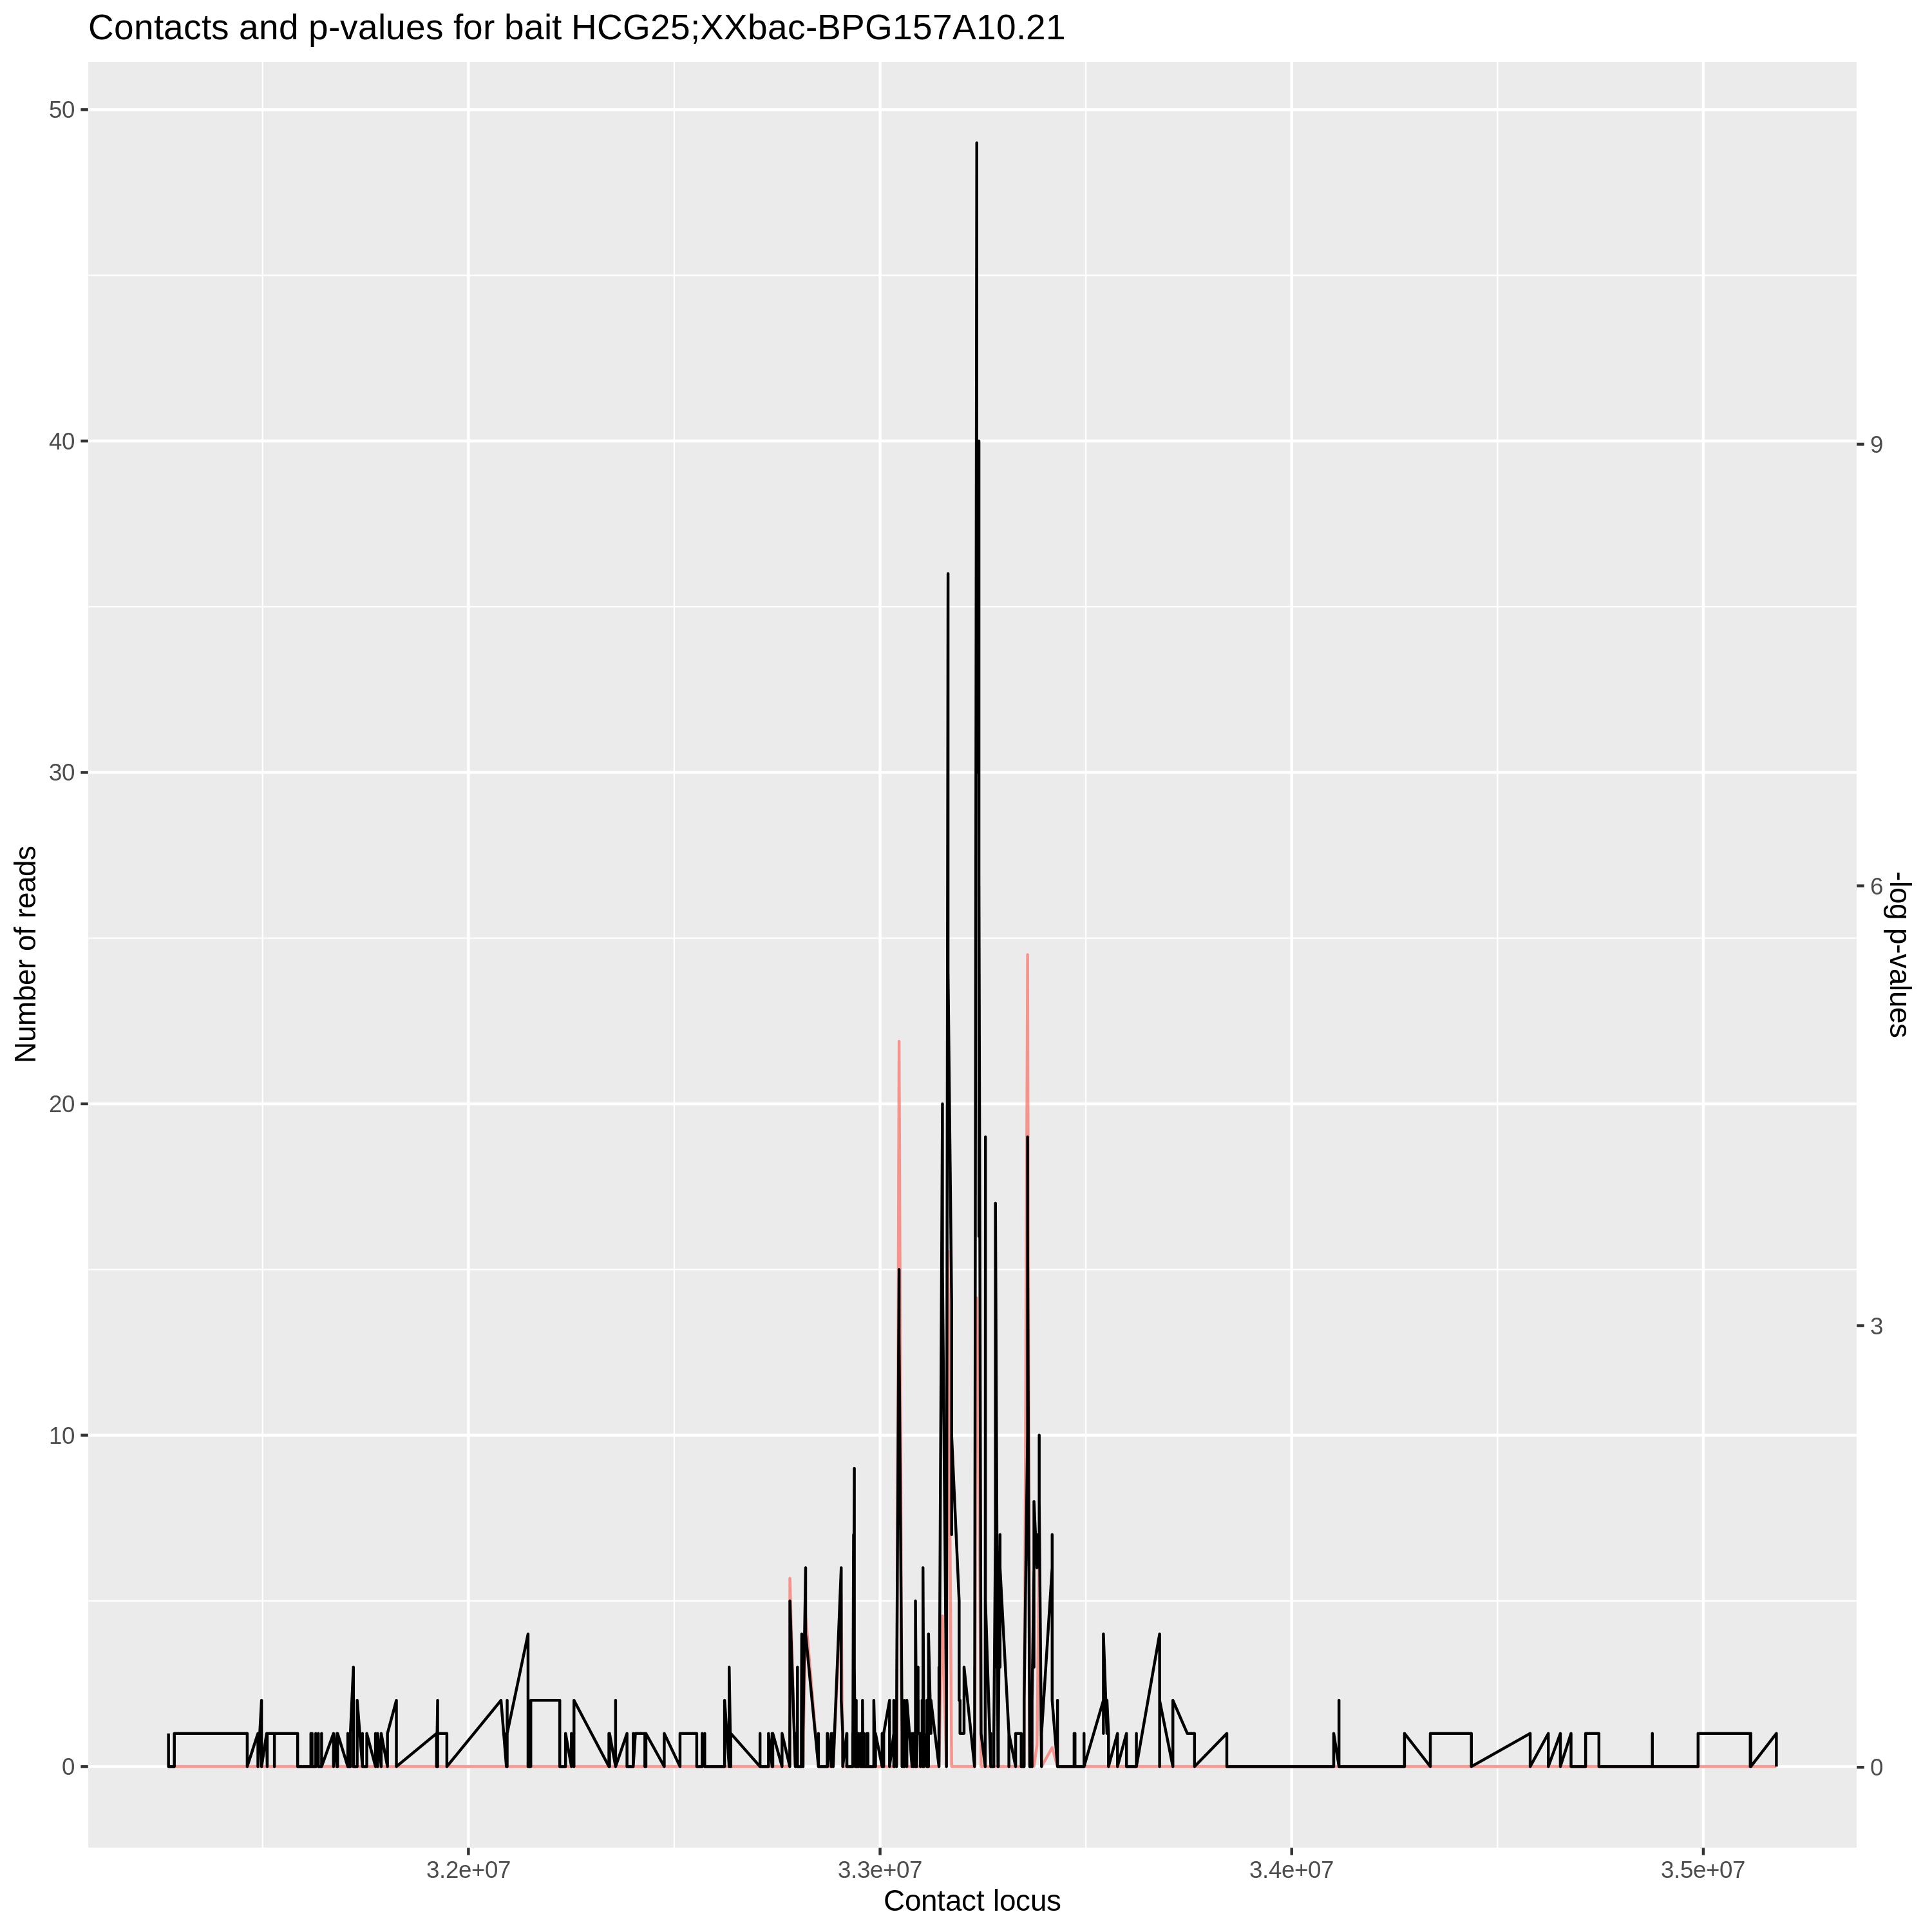 Contacts and p-values for bait HCG25;XXbac-BPG157A10.21
50
40
30
20
10
0
Number of reads
9
6
3
0
-log p-values
3.2e+07
3.3e+07
3.4e+07
3.5e+07
Contact locus